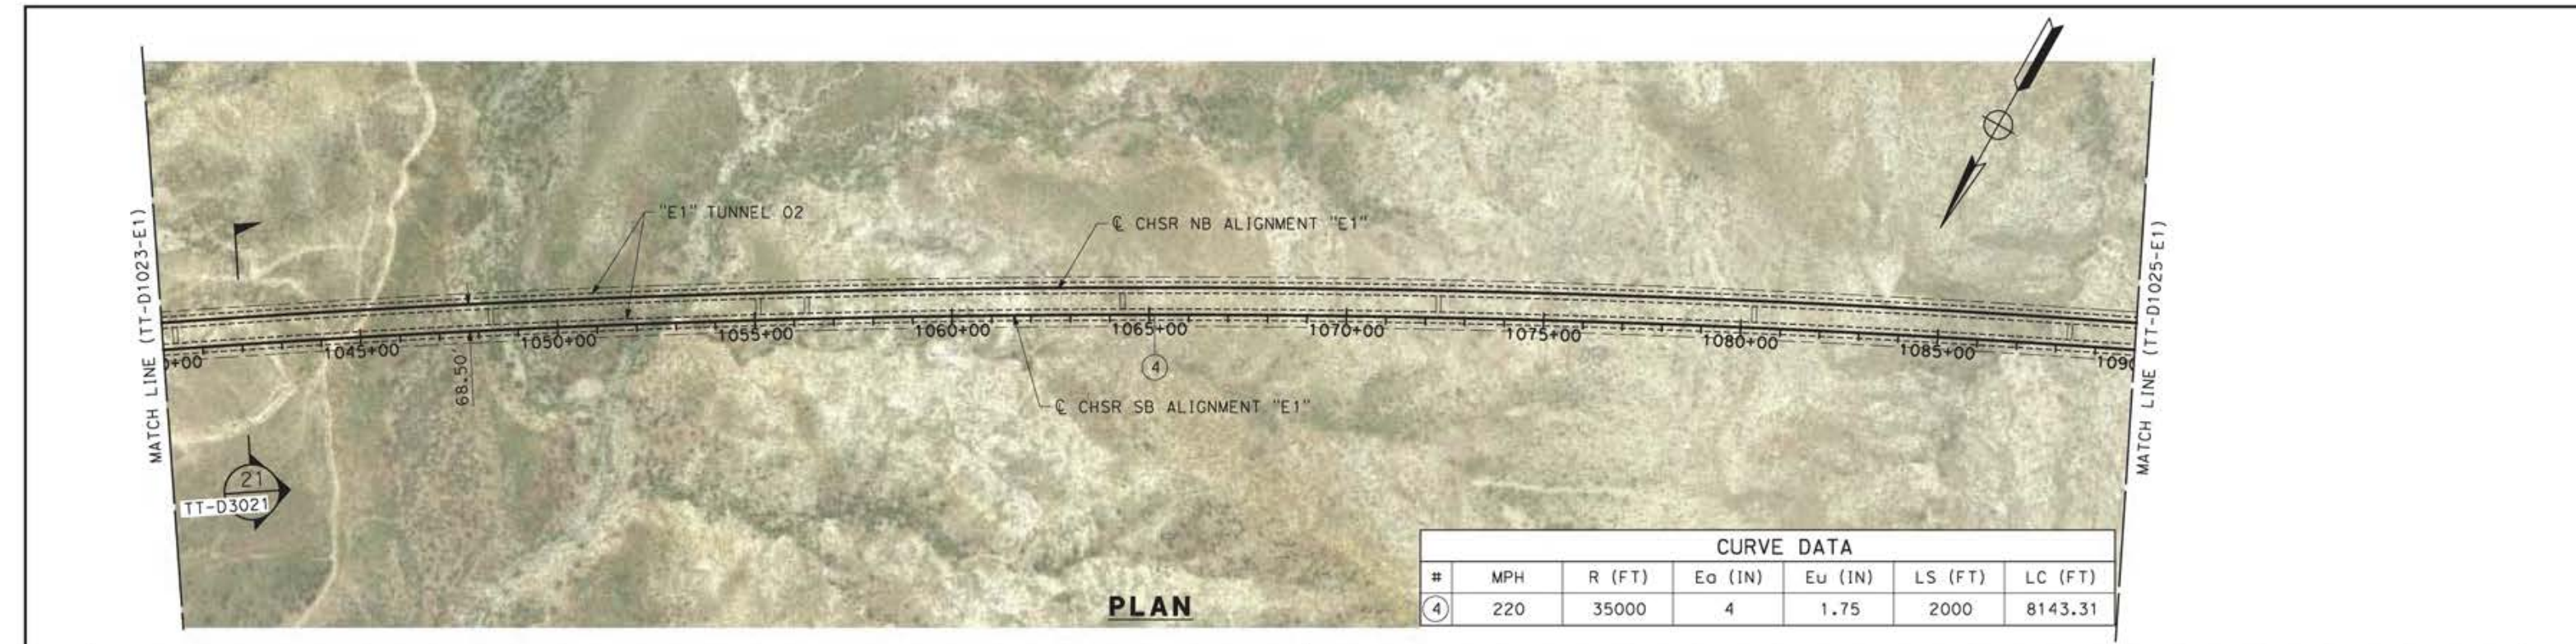 "E1" TUNNEL 02
℄ CHSR NB ALIGNMENT "E1"
MATCH LINE (TT-D1023-E1)
MATCH LINE (TT-D1025-E1)
0+00
1045+00
1050+00
1055+00
1060+00
1065+00
1070+00
1075+00
1080+00
1085+00
1090
68.50
4
℄ CHSR SB ALIGNMENT "E1"
21
TT-D3021
PLAN
CURVE DATA
# MPH R (FT) Ea (IN) Eu (IN) LS (FT) LC (FT)
4 220 35000 4 1.75 2000 8143.31